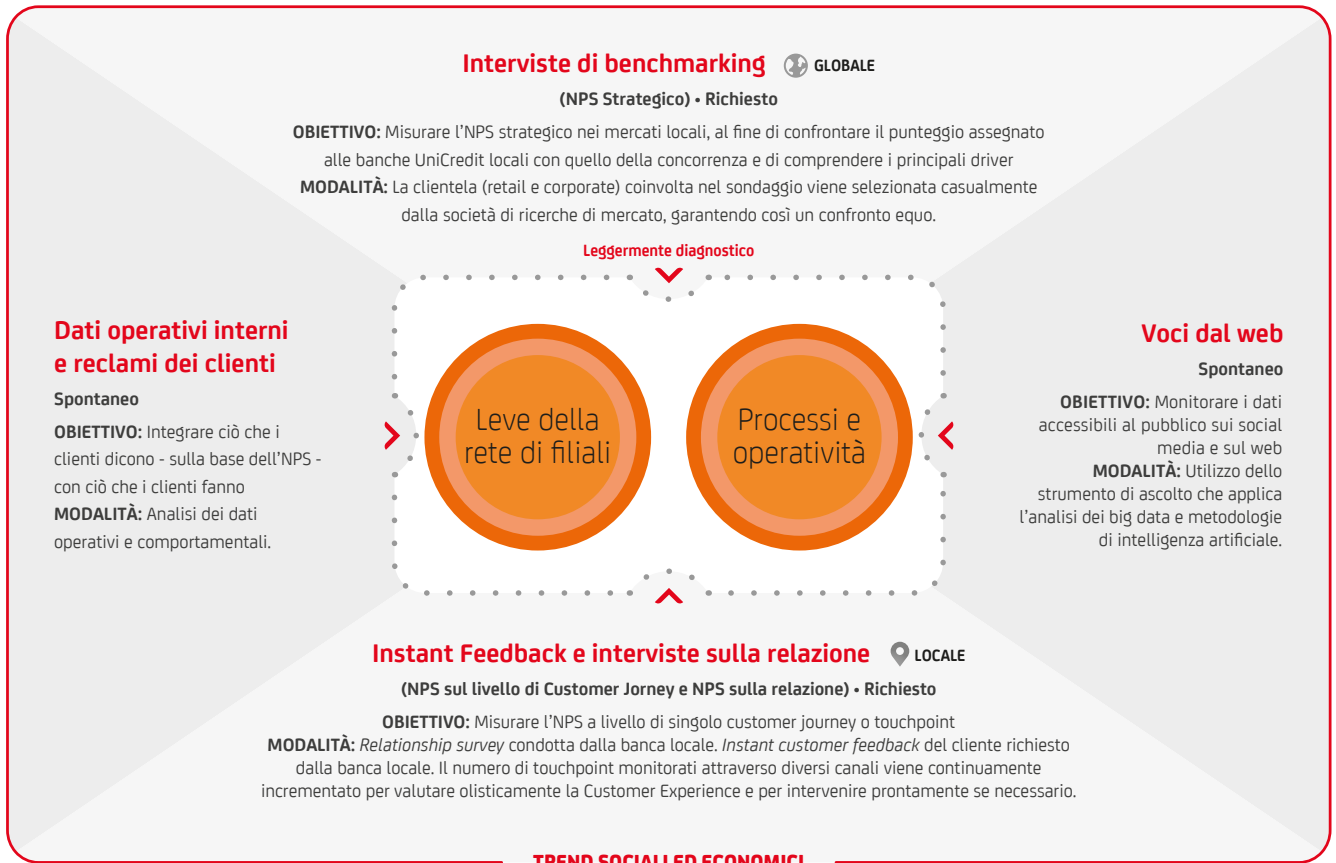 Interviste di benchmarking GLOBALE
(NPS Strategico) • Richiesto
OBIETTIVO: Misurare l'NPS strategico nei mercati locali, al fine di confrontare il punteggio assegnato
alle banche UniCredit locali con quello della concorrenza e di comprendere i principali driver
MODALITÀ: La clientela (retail e corporate) coinvolta nel sondaggio viene selezionata casualmente
dalla società di ricerche di mercato, garantendo così un confronto equo.
Leggermente diagnostico
Dati operativi interni
e reclami dei clienti
Spontaneo
OBIETTIVO: Integrare ciò che i
clienti dicono - sulla base dell'NPS -
con ciò che i clienti fanno
MODALITÀ: Analisi dei dati
operativi e comportamentali.
Leve della
rete di filiali
Processi e
operatività
Voci dal web
Spontaneo
OBIETTIVO: Monitorare i dati
accessibili al pubblico sui social
media e sul web
MODALITÀ: Utilizzo dello
strumento di ascolto che applica
l'analisi dei big data e metodologie
di intelligenza artificiale.
Instant Feedback e interviste sulla relazione LOCALE
(NPS sul livello di Customer Jorney e NPS sulla relazione) • Richiesto
OBIETTIVO: Misurare l'NPS a livello di singolo customer journey o touchpoint
MODALITÀ: Relationship survey condotta dalla banca locale. Instant customer feedback del cliente richiesto
dalla banca locale. Il numero di touchpoint monitorati attraverso diversi canali viene continuamente
incrementato per valutare olisticamente la Customer Experience e per intervenire prontamente se necessario.
TREND SOCIALI ED ECONOMICI